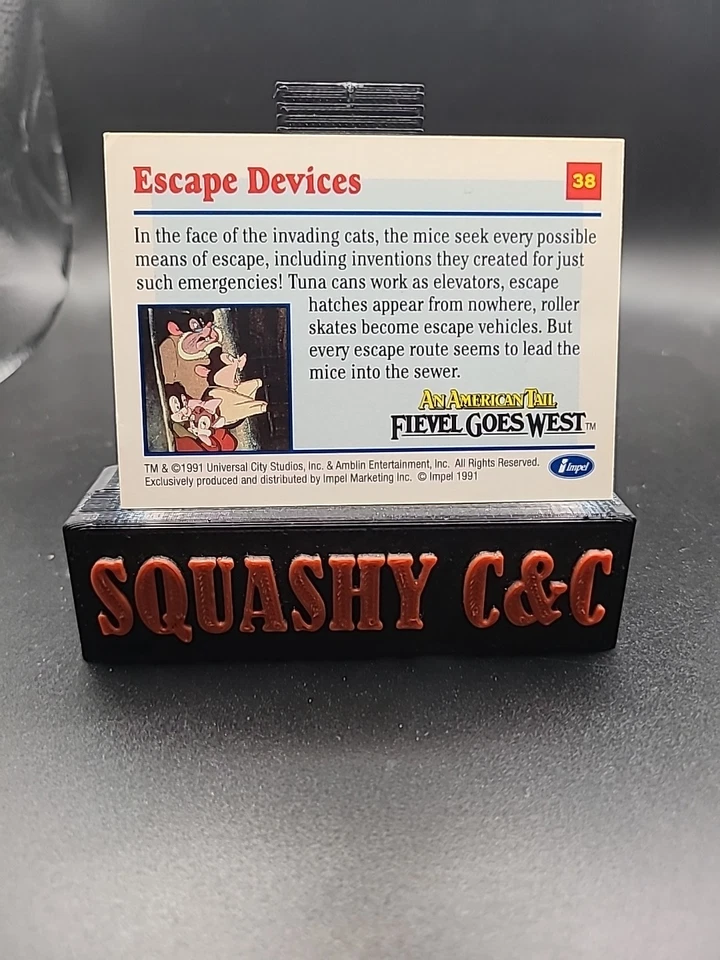 Escape Devices
38
In the face of the invading cats, the mice seek every possible
means of escape, including inventions they created for just
such emergencies! Tuna cans work as elevators, escape
hatches appear from nowhere, roller
skates become escape vehicles. But
every escape route seems to lead the
mice into the sewer.
AN AMERICAN TAIL
FIEVEL GOES WEST™
TM & ©1991 Universal City Studios, Inc. & Amblin Entertainment, Inc. All Rights Reserved.
Exclusively produced and distributed by Impel Marketing Inc. © Impel 1991
Impel
SQUASHY C&C